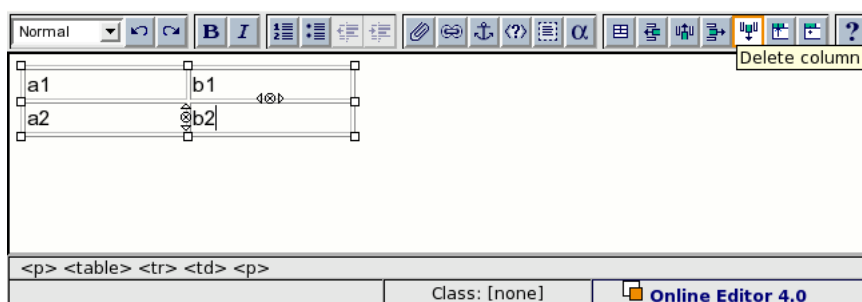 Normal B I <?> α ?
Delete column
a1 b1
a2 b2
<p> <table> <tr> <td> <p>
Class: [none] Online Editor 4.0